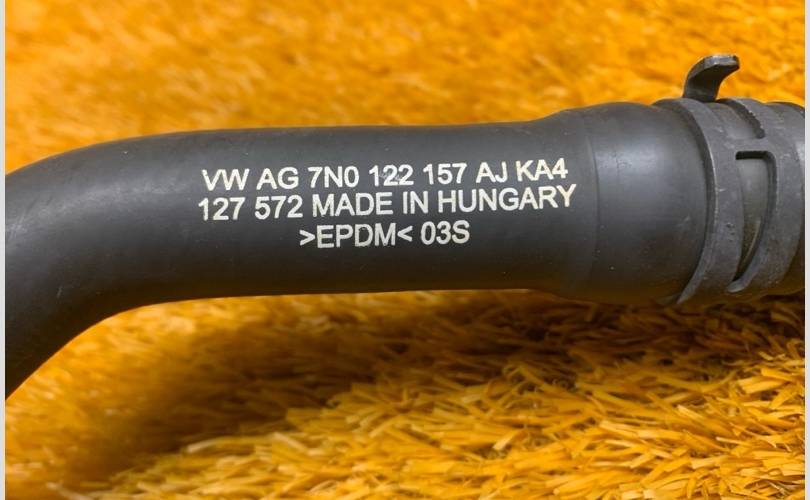 VW AG 7N0 122 157 AJ KA4
127 572 MADE IN HUNGARY
>EPDM< 03S